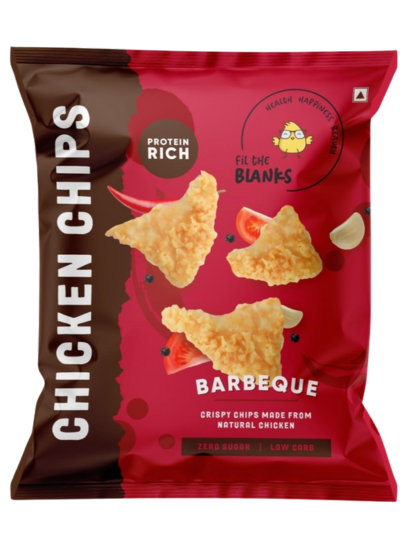 CHICKEN CHIPS
PROTEIN
RICH
HEALTH HAPPINESS
FIL THE
BLANKS
BARBEQUE
CRISPY CHIPS MADE FROM
NATURAL CHICKEN
ZERO SUGAR | LOW CARB